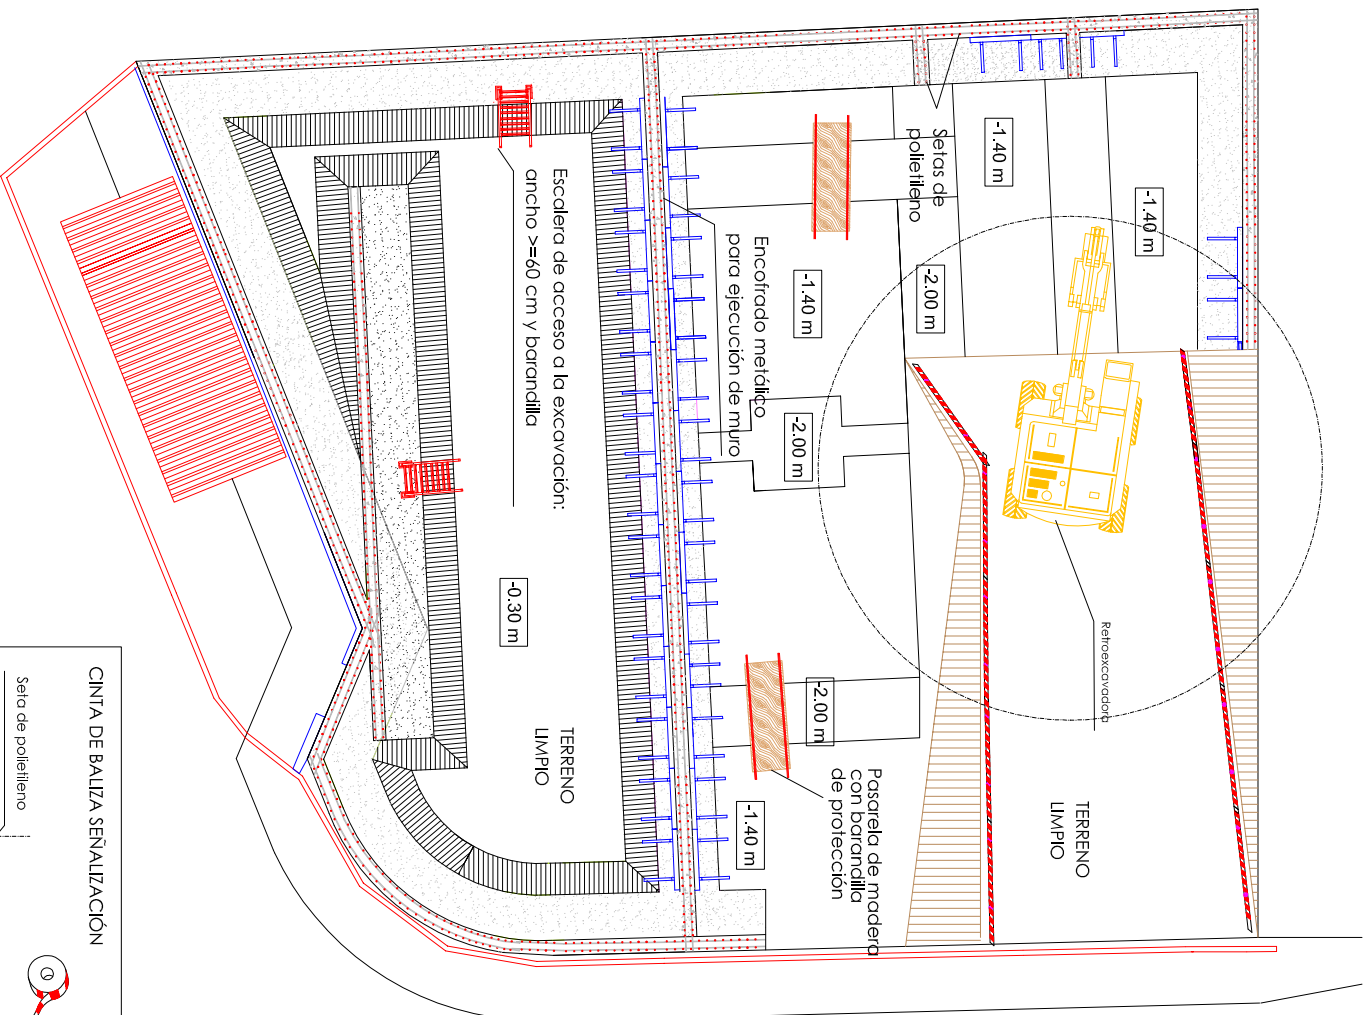 -1.40 m
-1.40 m
Setas de
polietileno
-2.00 m
Encofrado metálico
para ejecución de muro
-1.40 m
-2.00 m
Escalera de acceso a la excavación:
ancho >=60 cm y barandilla
-0.30 m
Retroexcavadora
TERRENO
LIMPIO
-2.00 m
TERRENO
LIMPIO
Pasarela de madera
con barandilla
de protección
-1.40 m
CINTA DE BALIZA SEÑALIZACIÓN
Seta de polietileno